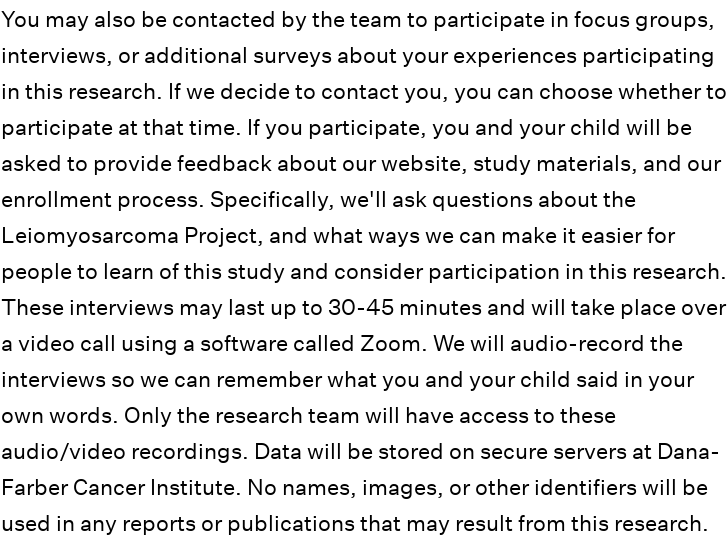 You may also be contacted by the team to participate in focus groups,
interviews, or additional surveys about your experiences participating
in this research. If we decide to contact you, you can choose whether to
participate at that time. If you participate, you and your child will be
asked to provide feedback about our website, study materials, and our
enrollment process. Specifically, we'll ask questions about the
Leiomyosarcoma Project, and what ways we can make it easier for
people to learn of this study and consider participation in this research.
These interviews may last up to 30-45 minutes and will take place over
a video call using a software called Zoom. We will audio-record the
interviews so we can remember what you and your child said in your
own words. Only the research team will have access to these
audio/video recordings. Data will be stored on secure servers at Dana-
Farber Cancer Institute. No names, images, or other identifiers will be
used in any reports or publications that may result from this research.